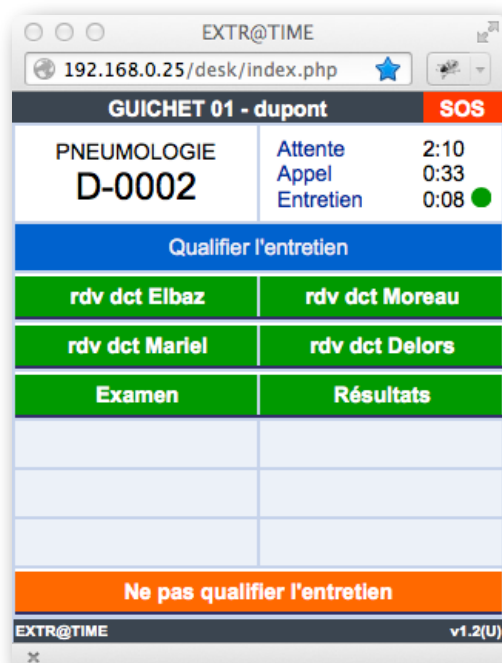 EXTR@TIME
192.168.0.25/desk/index.php
GUICHET 01 - dupont SOS
PNEUMOLOGIE
D-0002
Attente 2:10
Appel 0:33
Entretien 0:08
Qualifier l'entretien
rdv dct Elbaz rdv dct Moreau
rdv dct Mariel rdv dct Delors
Examen Résultats
Ne pas qualifier l'entretien
EXTR@TIME v1.2(U)